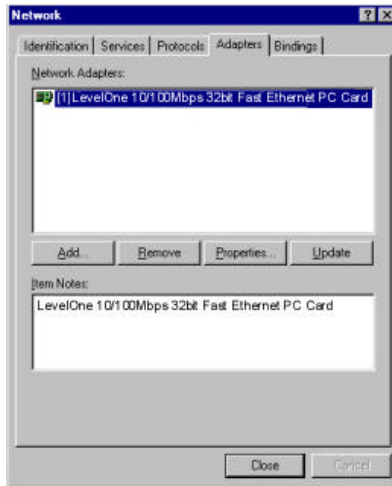 Network
Identification Services Protocols Adapters Bindings
Network Adapters:
[1]LevelOne 10/100Mbps 32bit Fast Ethernet PC Card
Add... Remove Properties... Update
Item Notes:
LevelOne 10/100Mbps 32bit Fast Ethernet PC Card
Close Cancel